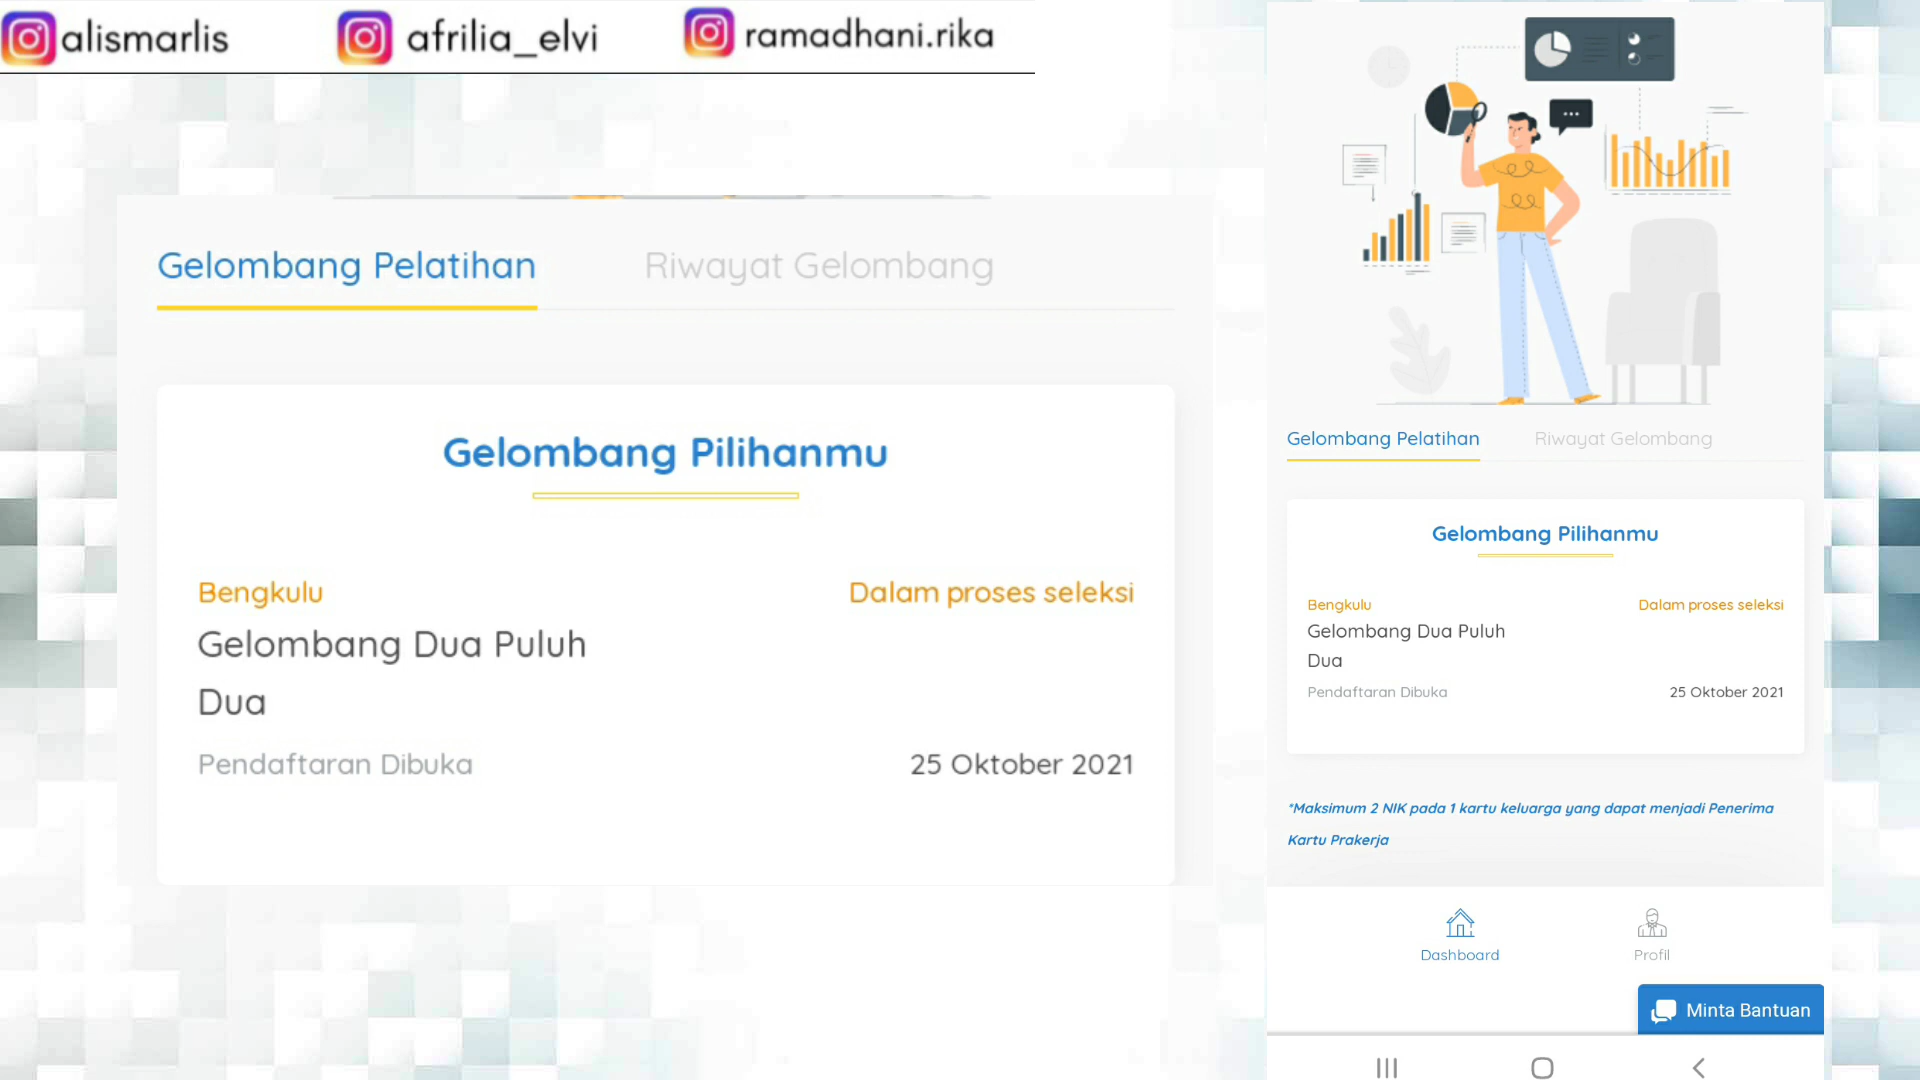 alismarlis
afrilia_elvi
ramadhani.rika
Gelombang Pelatihan
Riwayat Gelombang
Gelombang Pilihanmu
Bengkulu
Dalam proses seleksi
Gelombang Dua Puluh
Dua
Pendaftaran Dibuka
25 Oktober 2021
Gelombang Pelatihan
Riwayat Gelombang
Gelombang Pilihanmu
Bengkulu
Dalam proses seleksi
Gelombang Dua Puluh
Dua
Pendaftaran Dibuka
25 Oktober 2021
*Maksimum 2 NIK pada 1 kartu keluarga yang dapat menjadi Penerima
Kartu Prakerja
Dashboard
Profil
Minta Bantuan